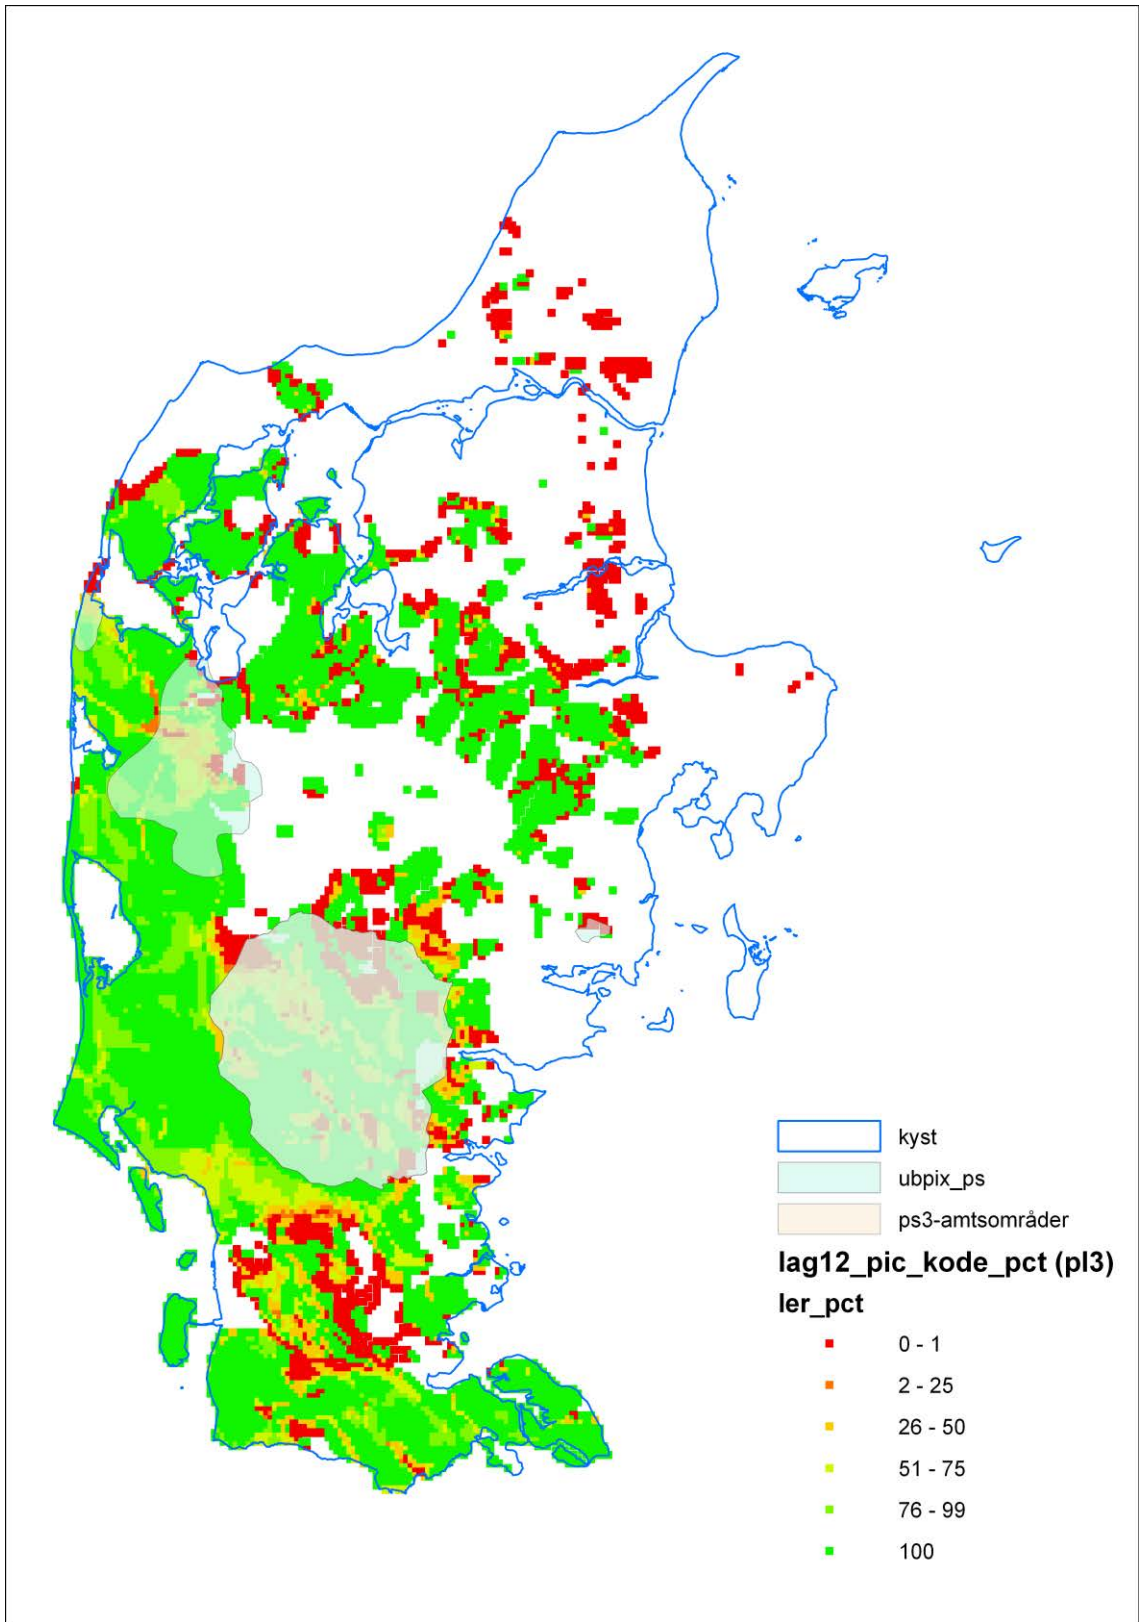 kyst
ubpix_ps
ps3-amtsområder
lag12_pic_kode_pct (pl3)
ler_pct
0 - 1
2 - 25
26 - 50
51 - 75
76 - 99
100